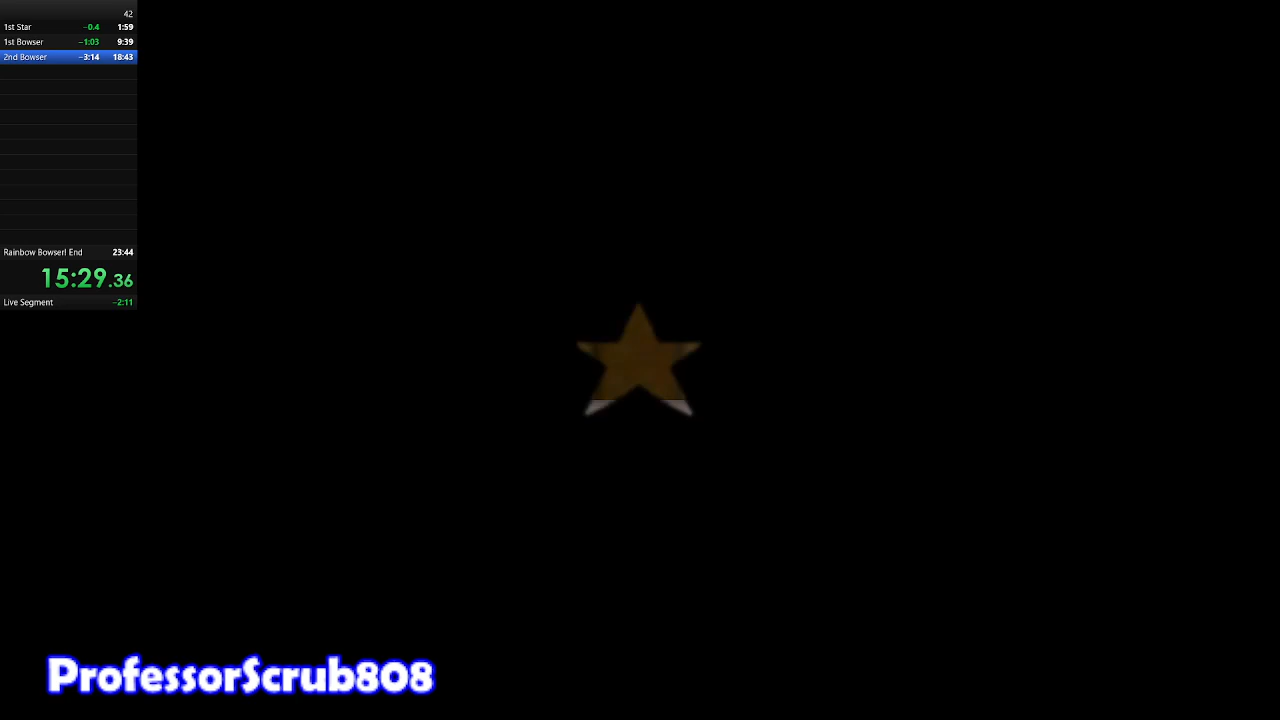 42
1st Star −0.4 1:59
1st Bowser −1:03 9:39
2nd Bowser −3:14 18:43
Rainbow Bowser! End 23:44
15:29.36
Live Segment −2:11
ProfessorScrub808